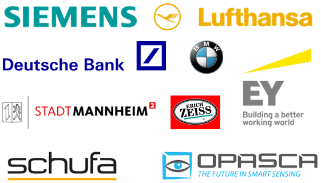 SIEMENS
Lufthansa
Deutsche Bank
BMW
EY
Building a better
working world
STADTMANNHEIM²
ERICH
ZEISS
schufa
OPASCA
THE FUTURE IN SMART SENSING